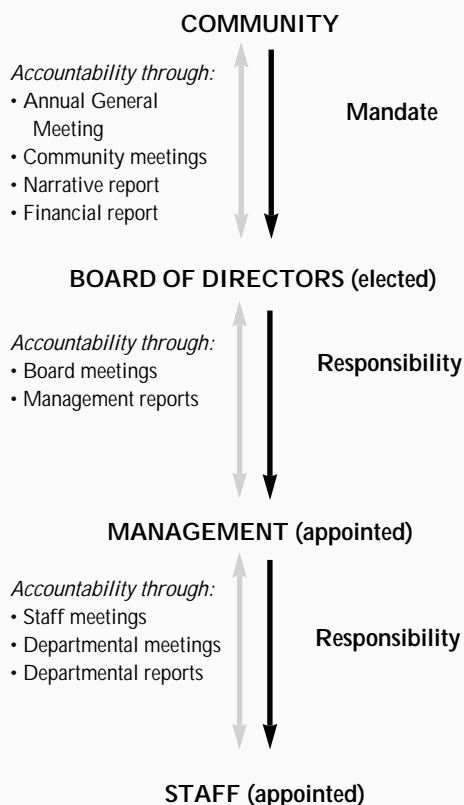 COMMUNITY
Accountability through:
• Annual General
Meeting
• Community meetings
• Narrative report
• Financial report
Mandate
BOARD OF DIRECTORS (elected)
Accountability through:
• Board meetings
• Management reports
Responsibility
MANAGEMENT (appointed)
Accountability through:
• Staff meetings
• Departmental meetings
• Departmental reports
Responsibility
STAFF (appointed)